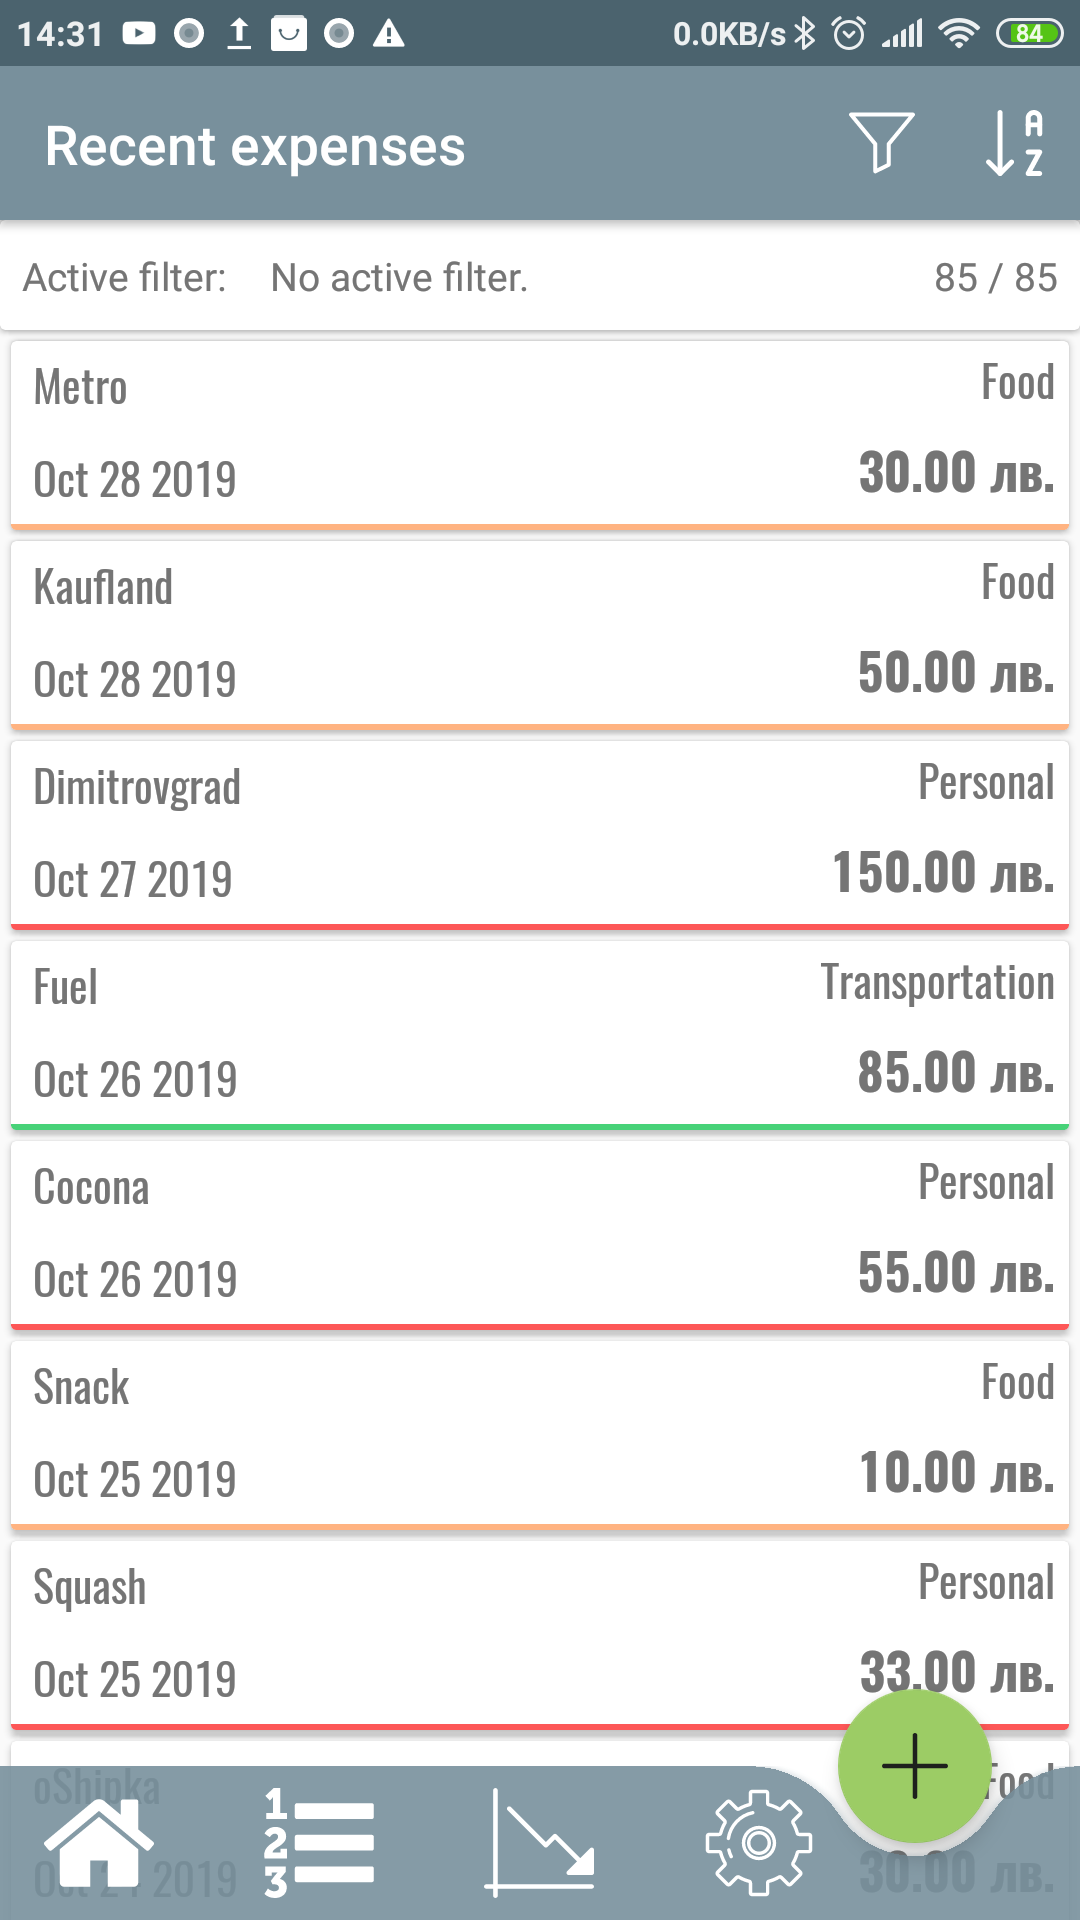 14:31 0.0KB/s 84
Recent expenses A Z
Active filter: No active filter. 85 / 85
Metro Food
Oct 28 2019 30.00 лв.
Kaufland Food
Oct 28 2019 50.00 лв.
Dimitrovgrad Personal
Oct 27 2019 150.00 лв.
Fuel Transportation
Oct 26 2019 85.00 лв.
Cocona Personal
Oct 26 2019 55.00 лв.
Snack Food
Oct 25 2019 10.00 лв.
Squash Personal
Oct 25 2019 33.00 лв.
oShipka Food
Oct 24 2019 30.00 лв.
1
2
3